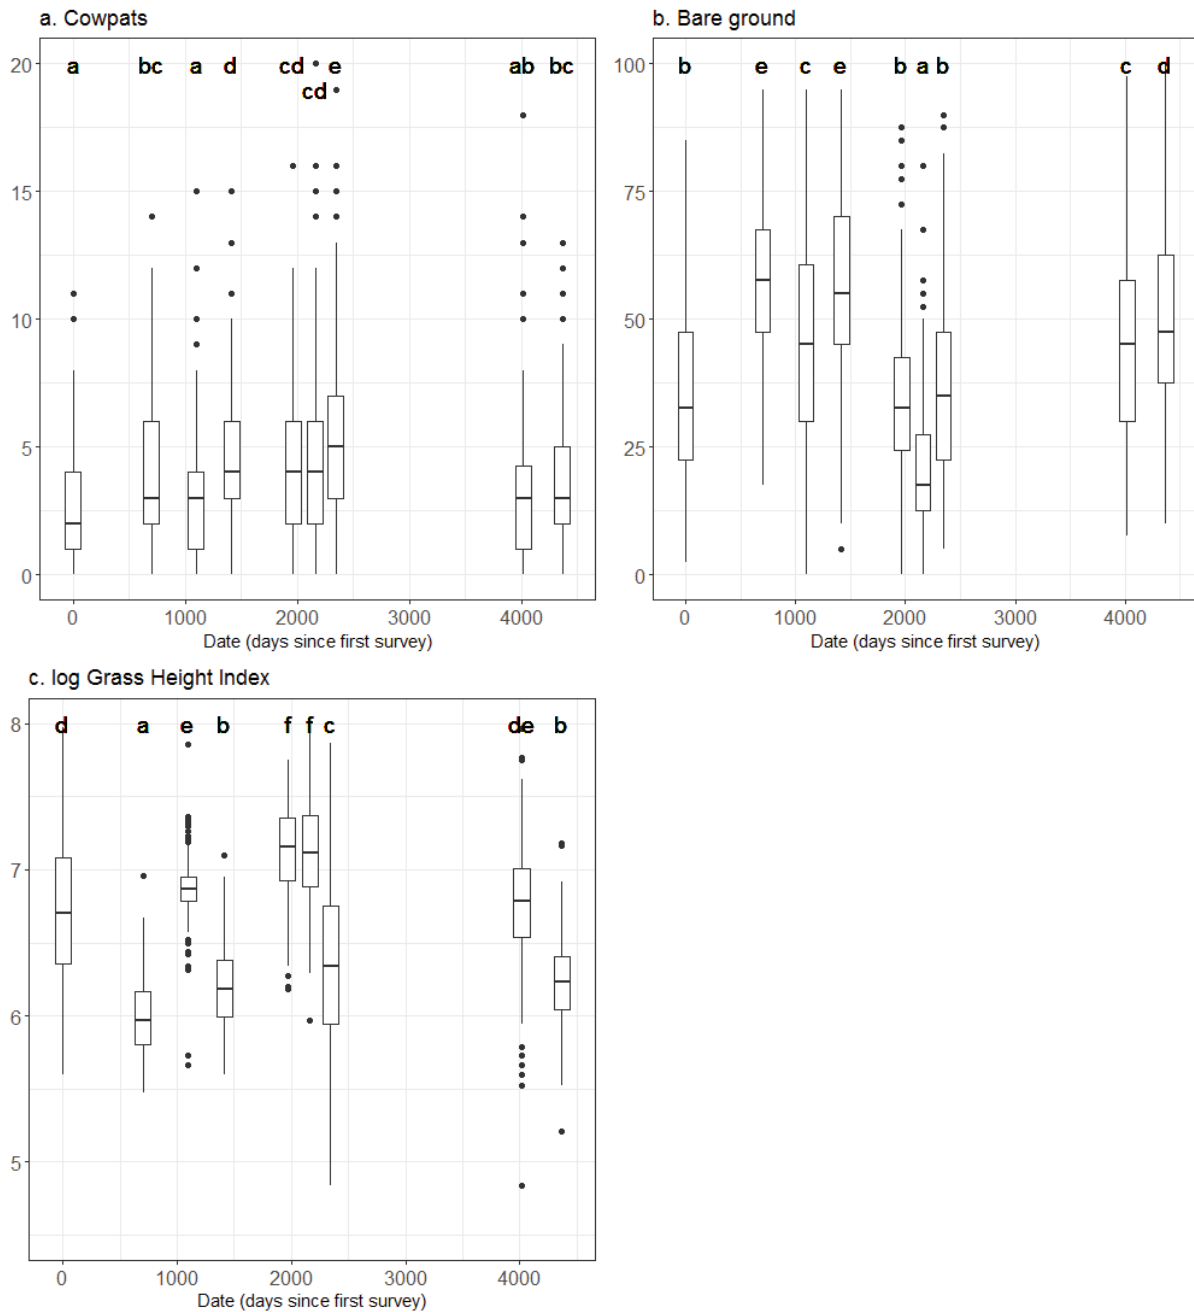 a. Cowpats
20 a bc a d cd e ab bc
cd
15
10
5
0
0 1000 2000 3000 4000
Date (days since first survey)
b. Bare ground
100 b e c e b a b c d
75
50
25
0
0 1000 2000 3000 4000
Date (days since first survey)
c. log Grass Height Index
8 d a e b f f c de b
7
6
5
0 1000 2000 3000 4000
Date (days since first survey)